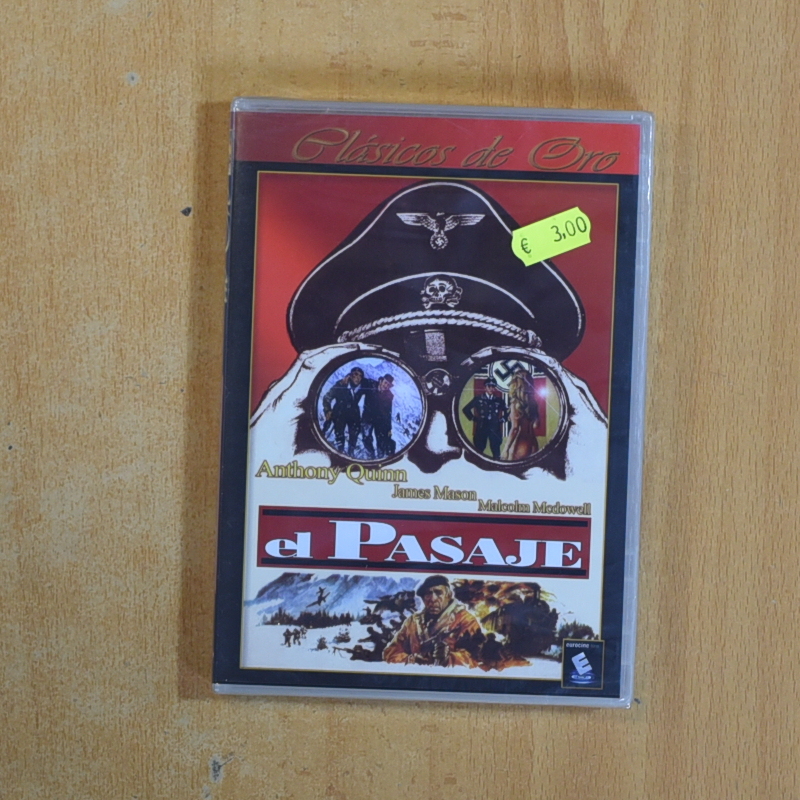 Clásicos de Oro
€ 3,00
Anthony Quinn
James Mason
Malcolm Mcdowell
el PASAJE